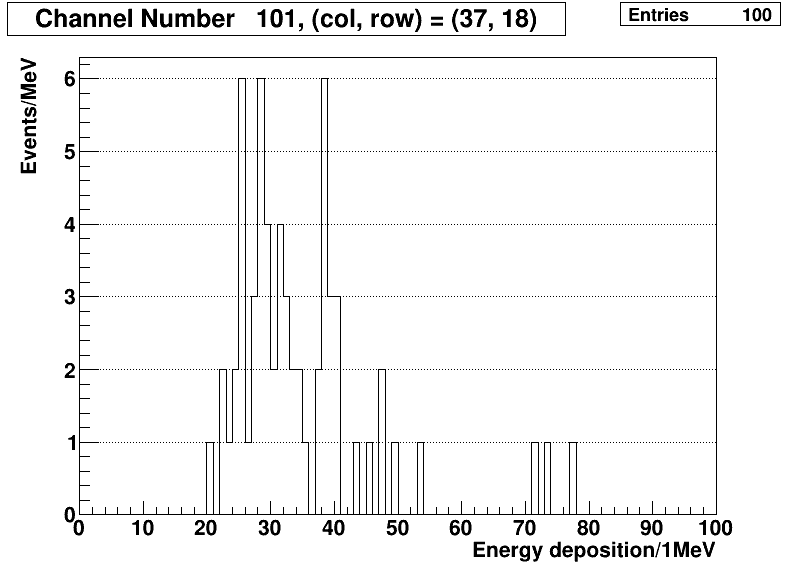 Channel Number 101, (col, row) = (37, 18)
Entries 100
Events/MeV
6
5
4
3
2
1
0
0 10 20 30 40 50 60 70 80 90 100
Energy deposition/1MeV